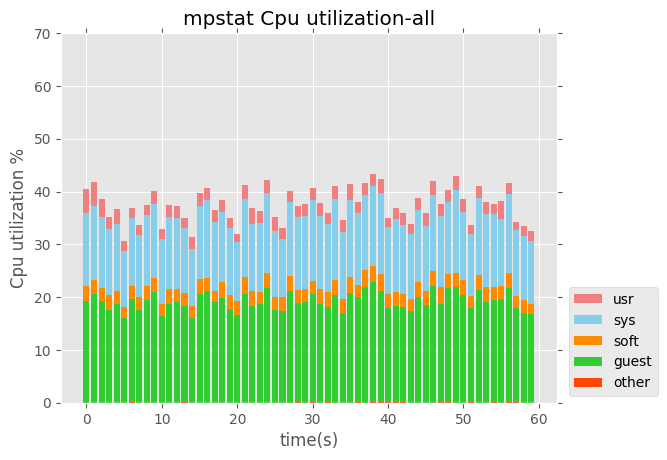 mpstat Cpu utilization-all
70
60
50
40
30
20
10
0
Cpu utilization %
0 10 20 30 40 50 60
time(s)
usr
sys
soft
guest
other